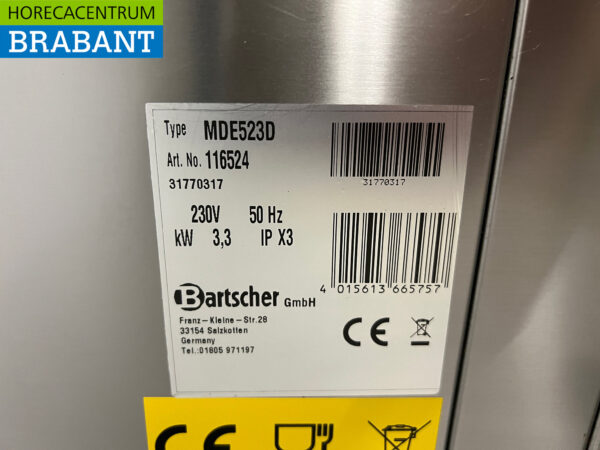 HORECACENTRUM
BRABANT
Type MDE523D
Art. No. 116524
31770317
31770317
230V 50 Hz
kW 3,3 IP X3
4 015613 665757
Bartscher GmbH
Franz-Kleine-Str.28
33154 Salzkotten
Germany
Tel.:01805 971197
CE
CE